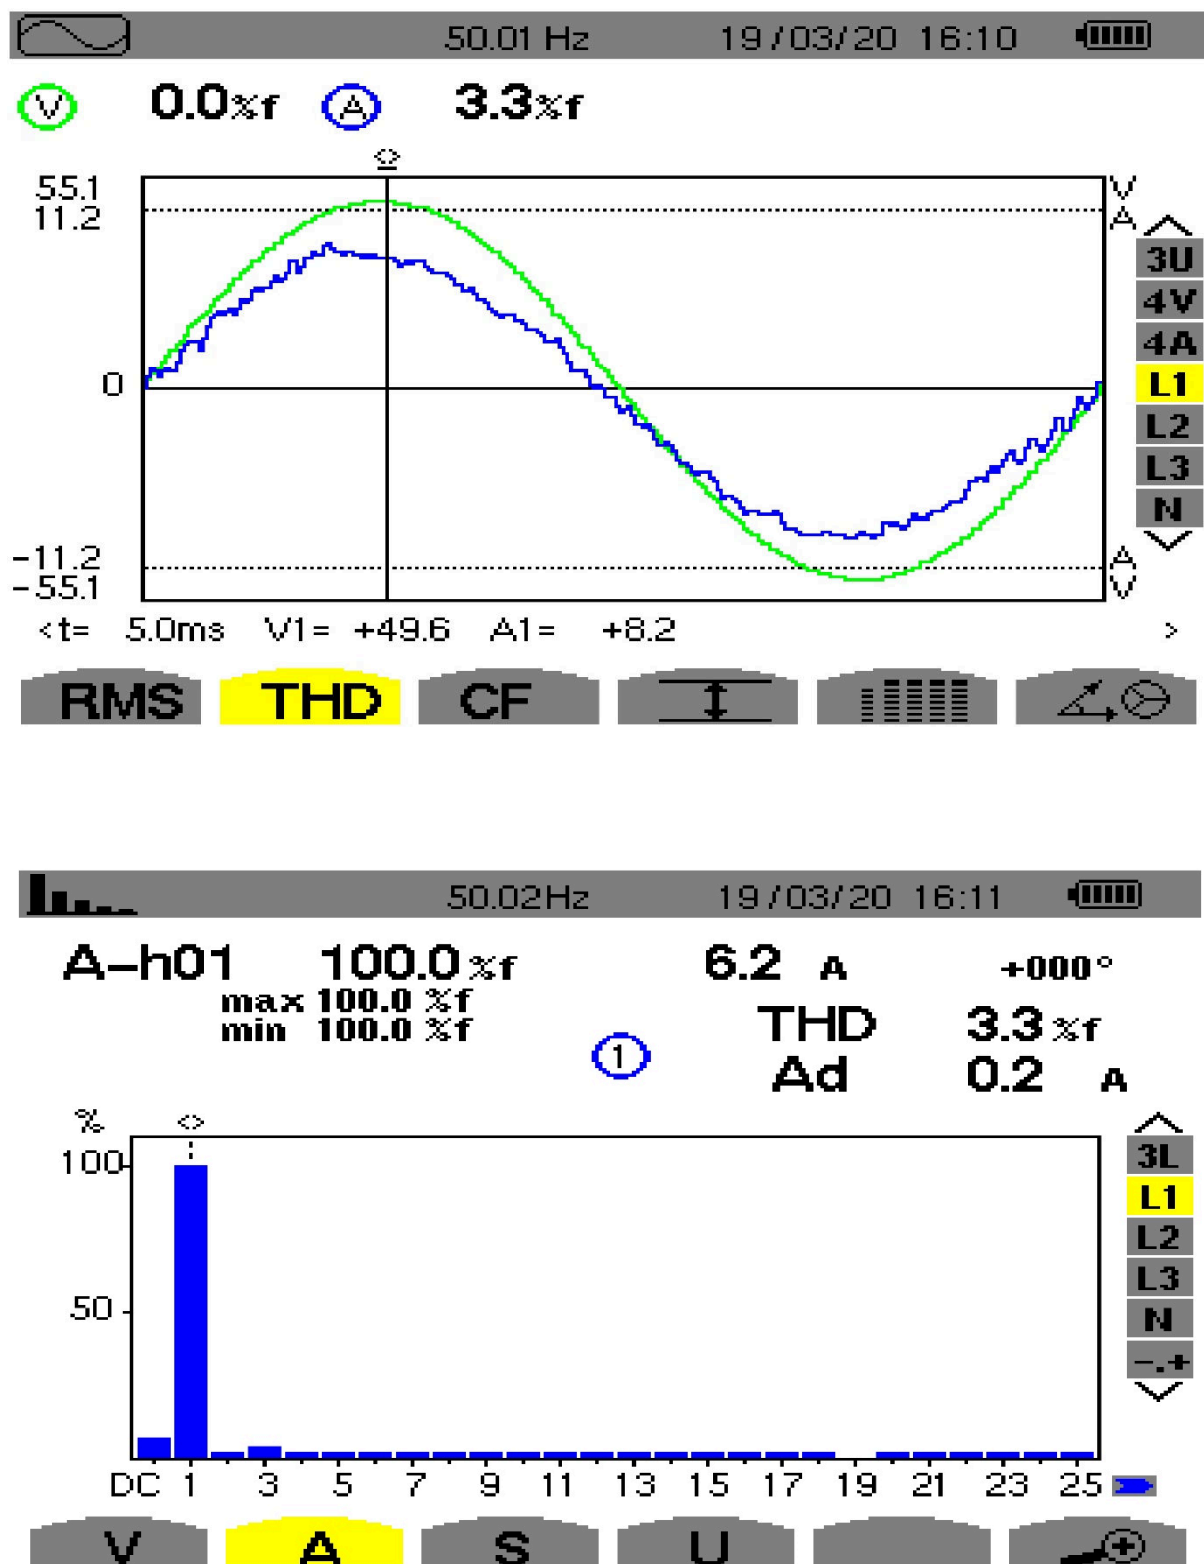 50.01 Hz 19/03/20 16:10
V 0.0%f A 3.3%f
55.1 V
11.2 A
3U
4V
4A
0 L1
L2
L3
N
-11.2 A
-55.1 V
<t= 5.0ms V1= +49.6 A1= +8.2 >
RMS THD CF
50.02Hz 19/03/20 16:11
A-h01 100.0%f 6.2 A +000°
max 100.0 %f
min 100.0 %f
THD 3.3%f
1
Ad 0.2 A
%
100
3L
L1
L2
L3
50
N
-.+
DC 1 3 5 7 9 11 13 15 17 19 21 23 25
V A S U